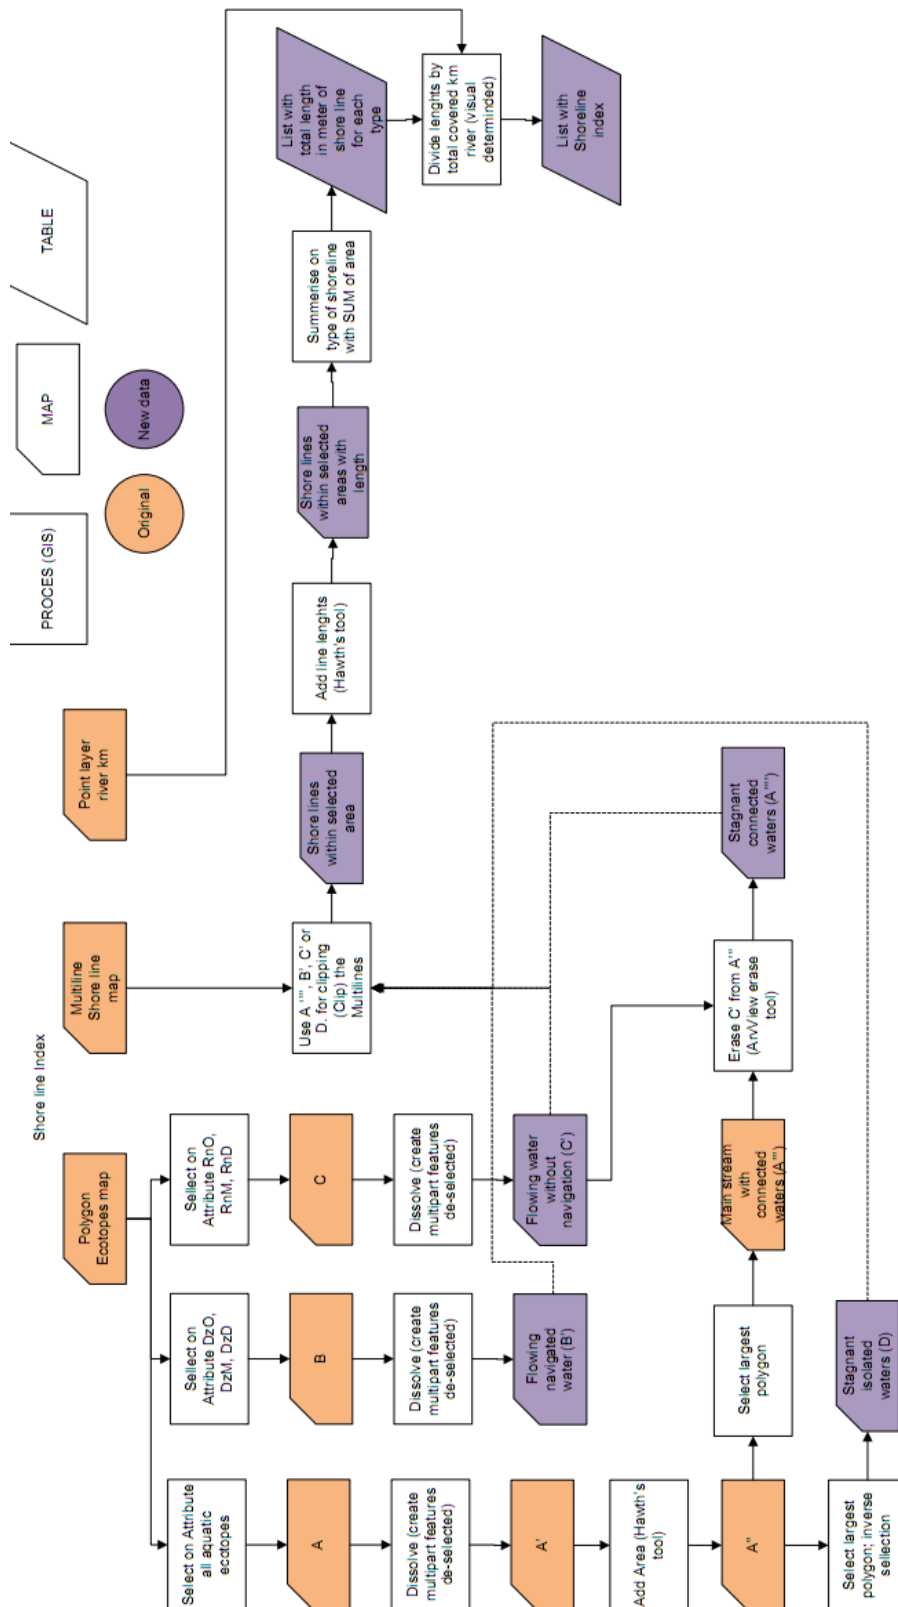 Shore line Index
Polygon
Ecotopes map
Multiline
Shore line
map
Point layer
river km
PROCES (GIS)
MAP
TABLE
Original
New data
Select on Attribute
all aquatic
ecotopes
Sellect on
Attribute DzO,
DzM, DzD
Sellect on
Attribute RnO,
RnM, RnD
A
B
C
Use A '''', B', C' or
D. for clipping
(Clip) the
Multilines
Shore lines
within selected
area
Add line lenghts
(Hawth's tool)
Shore lines
within selected
areas with
length
Summerise on
type of shoreline
with SUM of area
List with
total length
in meter of
shore line
for each
type
Dissolve (create
multipart features
de-selected)
Dissolve (create
multipart features
de-selected)
Dissolve (create
multipart features
de-selected)
Divide lenghts by
total covered km
river (visual
determinded)
A'
Flowing
navigated
water (B')
Flowing water
without
navigation (C')
List with
Shoreline
index
Add Area (Hawth's
tool)
A''
Select largest
polygon
Main stream
with
connected
waters (A''')
Erase C' from A'''
(ArvView erase
tool)
Stagnant
connected
waters (A'''')
Select largest
polygon; inverse
sellection
Stagnant
isolated
waters (D)